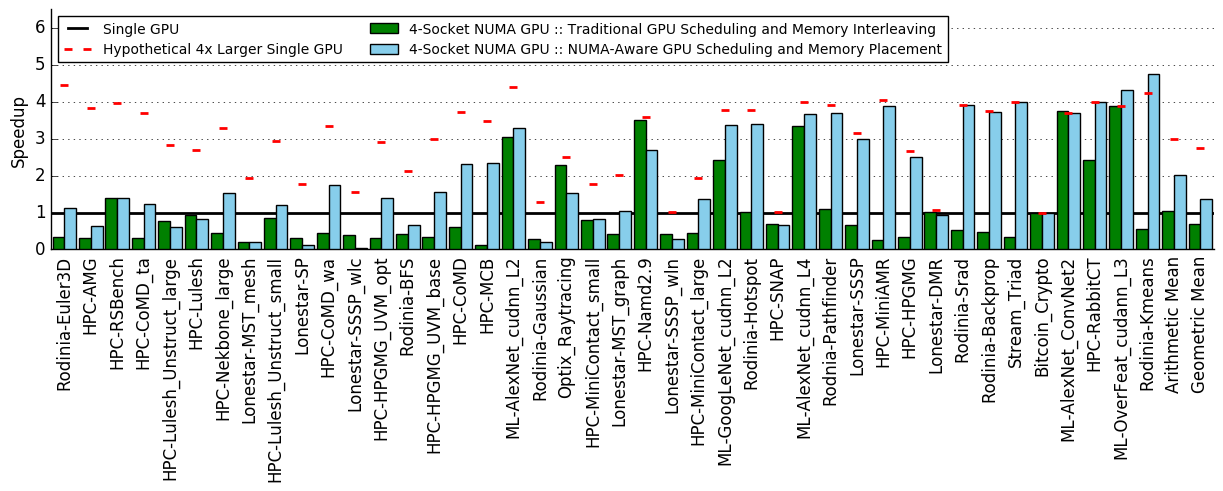 Speedup
6
5
4
3
2
1
0
Single GPU
Hypothetical 4x Larger Single GPU
4-Socket NUMA GPU :: Traditional GPU Scheduling and Memory Interleaving
4-Socket NUMA GPU :: NUMA-Aware GPU Scheduling and Memory Placement
Rodinia-Euler3D
HPC-AMG
HPC-RSBench
HPC-CoMD_ta
HPC-Lulesh_Unstruct_large
HPC-Lulesh
HPC-Nekbone_large
Lonestar-MST_mesh
HPC-Lulesh_Unstruct_small
Lonestar-SP
HPC-CoMD_wa
Lonestar-SSSP_wlc
HPC-HPGMG_UVM_opt
Rodinia-BFS
HPC-HPGMG_UVM_base
HPC-CoMD
HPC-MCB
ML-AlexNet_cudnn_L2
Rodinia-Gaussian
Optix_Raytracing
HPC-MiniContact_small
Lonestar-MST_graph
HPC-Namd2.9
Lonestar-SSSP_wln
HPC-MiniContact_large
ML-GoogLeNet_cudnn_L2
Rodinia-Hotspot
HPC-SNAP
ML-AlexNet_cudnn_L4
Rodnia-Pathfinder
Lonestar-SSSP
HPC-MiniAMR
HPC-HPGMG
Lonestar-DMR
Rodinia-Srad
Rodinia-Backprop
Stream_Triad
Bitcoin_Crypto
ML-AlexNet_ConvNet2
HPC-RabbitCT
ML-OverFeat_cudann_L3
Rodinia-Kmeans
Arithmetic Mean
Geometric Mean